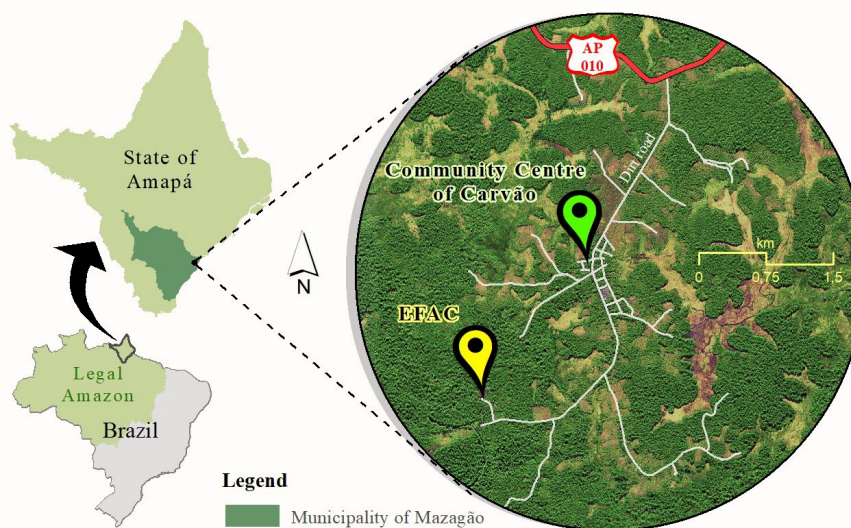 State of
Amapá
N
Legal
Amazon
Brazil
Legend
Municipality of Mazagão
AP
010
Dirt road
Community Centre
of Carvão
km
0 0,75 1,5
EFAC